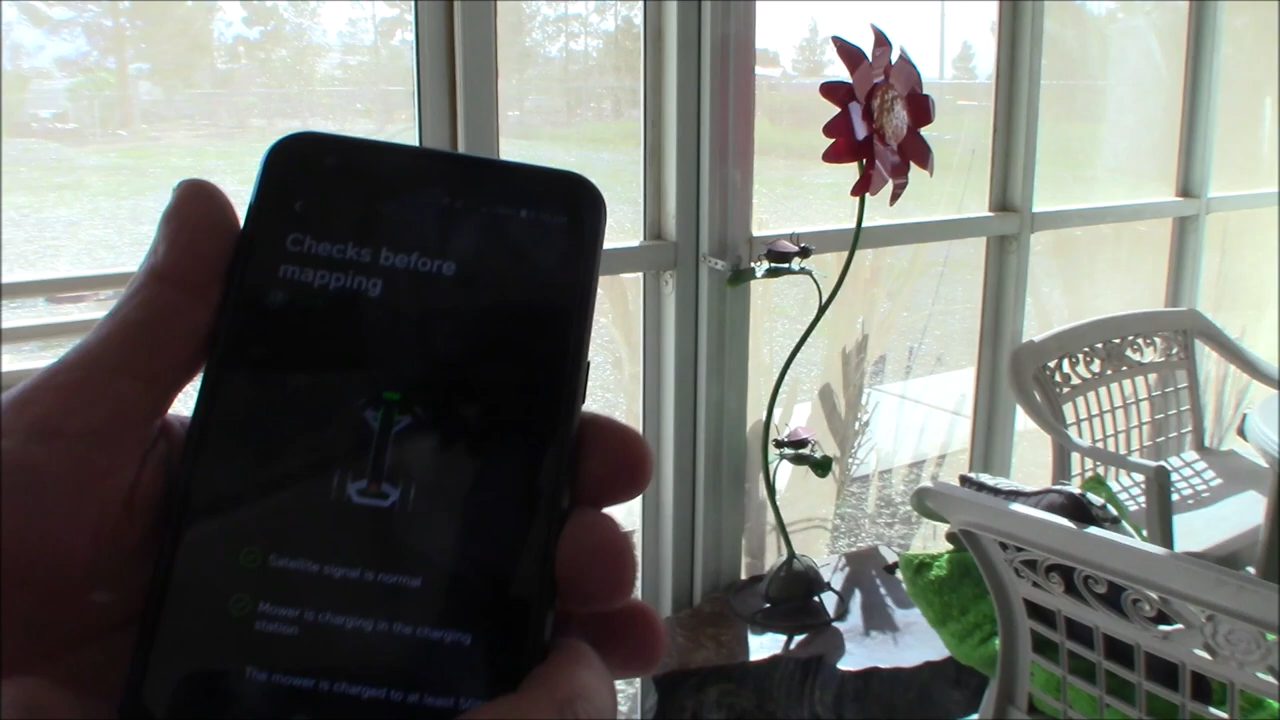 Checks before
mapping
Satellite signal is normal
Mower is charging in the charging
station
The mower is charged to at least